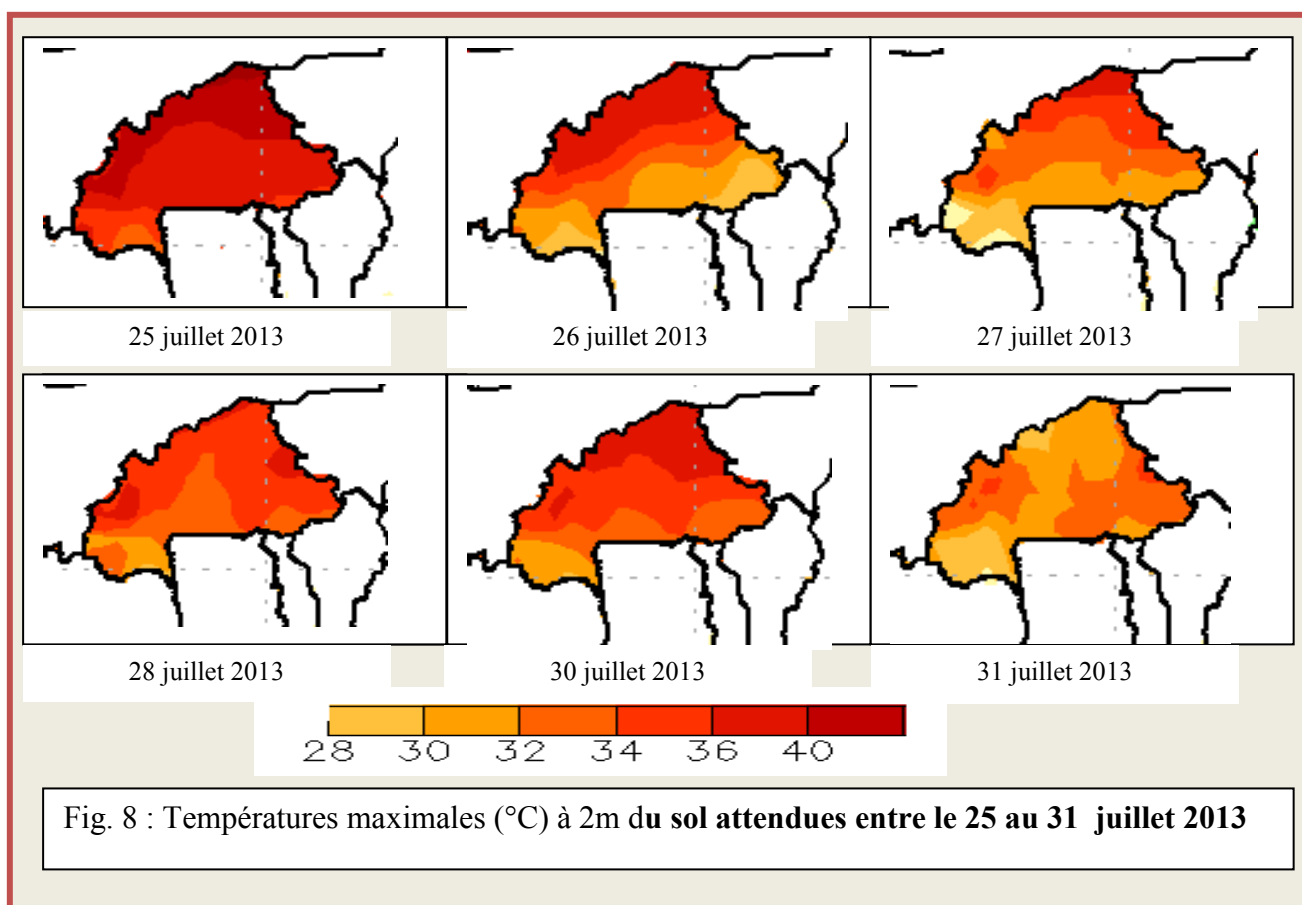 25 juillet 2013
26 juillet 2013
27 juillet 2013
28 juillet 2013
30 juillet 2013
31 juillet 2013
28 30 32 34 36 40
Fig. 8 : Températures maximales (°C) à 2m du sol attendues entre le 25 au 31 juillet 2013